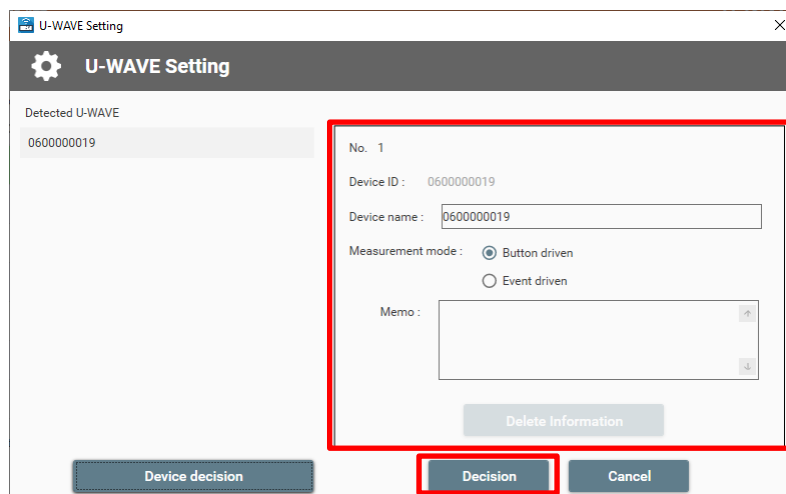 U-WAVE Setting
U-WAVE Setting
Detected U-WAVE
0600000019
No. 1
Device ID : 0600000019
Device name : 0600000019
Measurement mode : Button driven
Event driven
Memo :
Delete Information
Device decision
Decision
Cancel